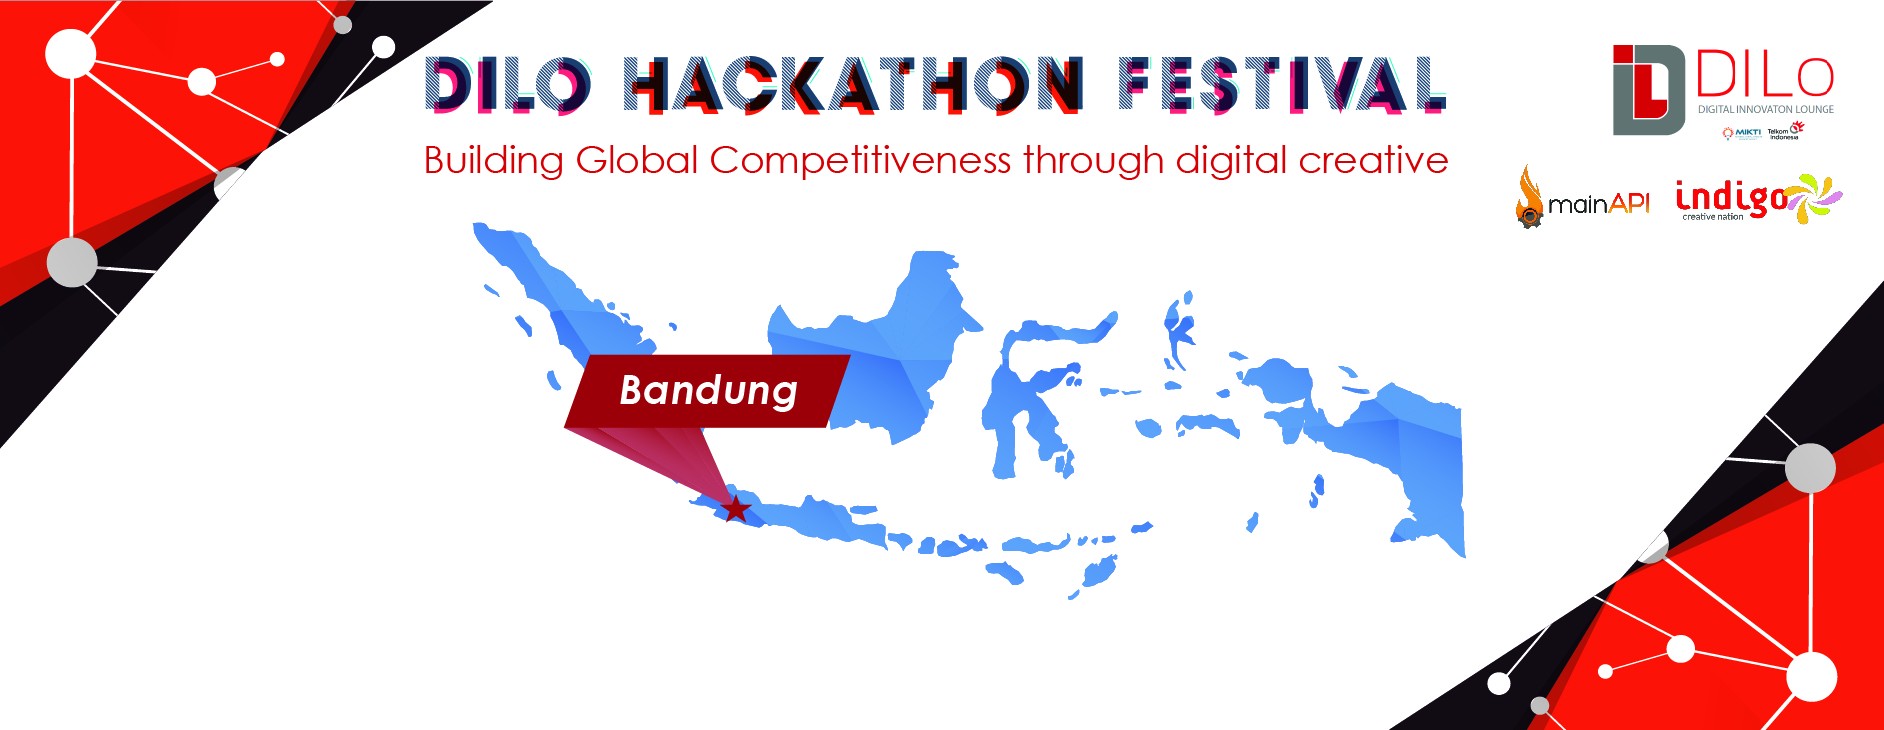 DILO HACKATHON FESTIVAL
Building Global Competitiveness through digital creative
DILo
DIGITAL INNOVATON LOUNGE
MIKTI
Telkom
Indonesia
mainAPI
indigo
creative nation
Bandung